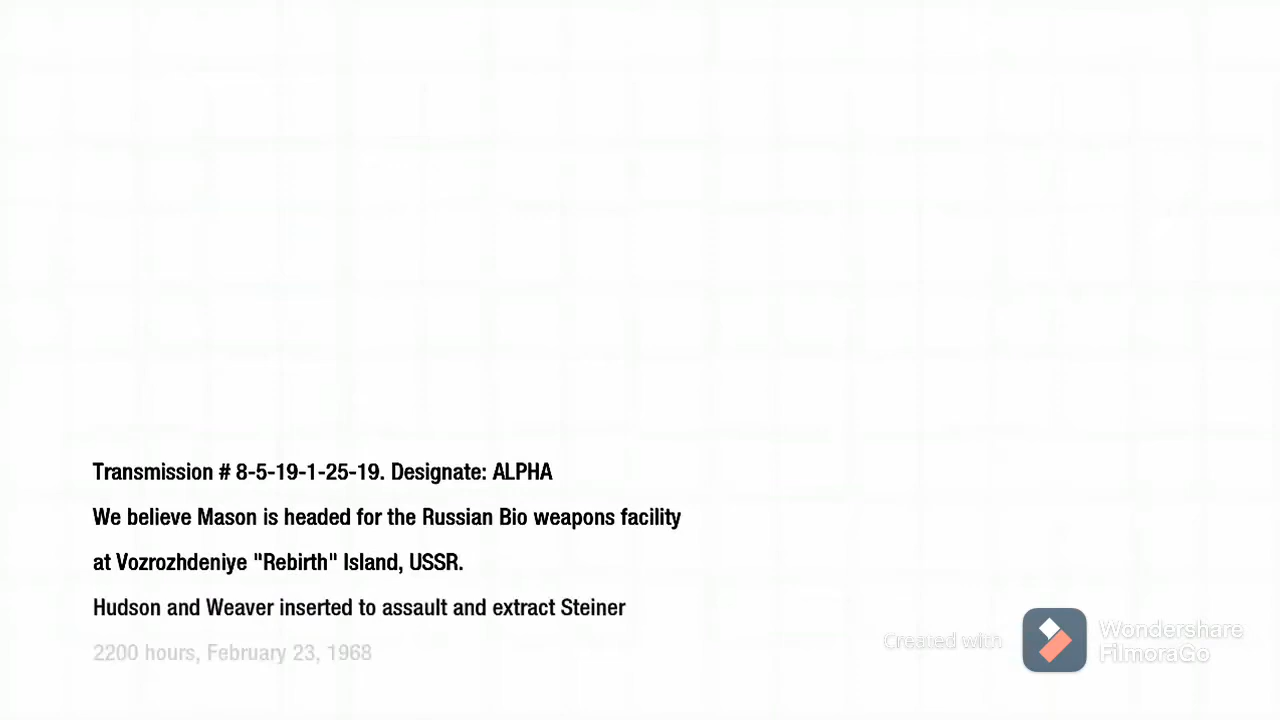 Transmission # 8-5-19-1-25-19. Designate: ALPHA
We believe Mason is headed for the Russian Bio weapons facility
at Vozrozhdeniye "Rebirth" Island, USSR.
Hudson and Weaver inserted to assault and extract Steiner
2200 hours, February 23, 1968
Created with
Wondershare
FilmoraGo